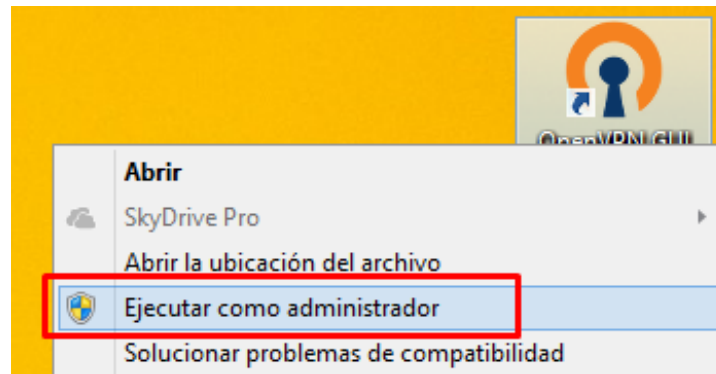 OpenVPN GUI
Abrir
SkyDrive Pro
Abrir la ubicación del archivo
Ejecutar como administrador
Solucionar problemas de compatibilidad